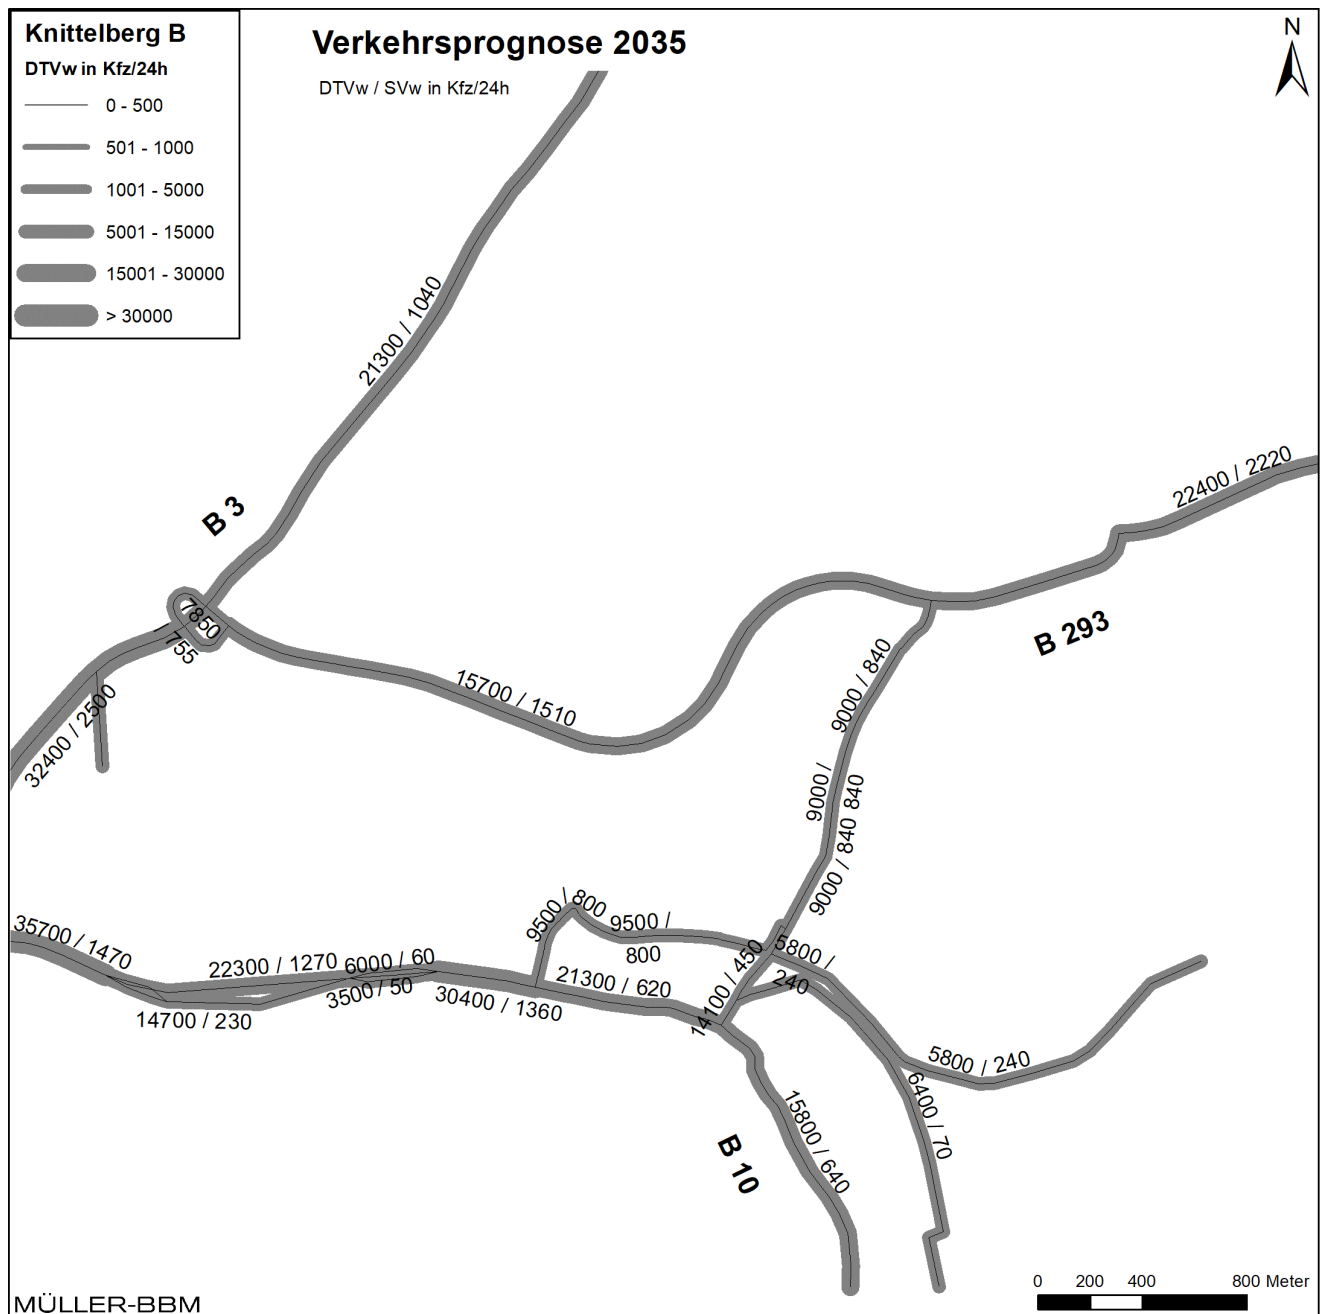 Knittelberg B
DTVw in Kfz/24h
0 - 500
501 - 1000
1001 - 5000
5001 - 15000
15001 - 30000
> 30000
Verkehrsprognose 2035
DTVw / SVw in Kfz/24h
N
21300 / 1040
B 3
22400 / 2220
7850
755
B 293
15700 / 1510
9000 / 840
32400 / 2500
9000 /
840
9000 / 840
9500 / 800
9500 /
800
5800 /
240
35700 / 1470
22300 / 1270
6000 / 60
3500 / 50
14700 / 230
30400 / 1360
21300 / 620
14100 / 450
5800 / 240
6400 / 70
15800 / 640
B 10
0 200 400 800 Meter
MÜLLER-BBM